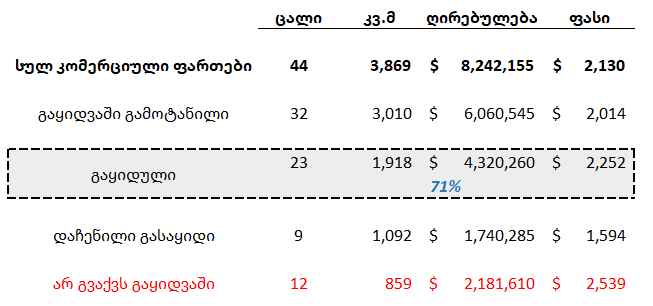 ცალი კვ.მ ღირებულება ფასი
სულ კომერციული ფართები 44 3,869 $ 8,242,155 $ 2,130
გაყიდვაში გამოტანილი 32 3,010 $ 6,060,545 $ 2,014
გაყიდული 23 1,918 $ 4,320,260 $ 2,252
71%
დაჩენილი გასაყიდი 9 1,092 $ 1,740,285 $ 1,594
არ გვაქვს გაყიდვაში 12 859 $ 2,181,610 $ 2,539